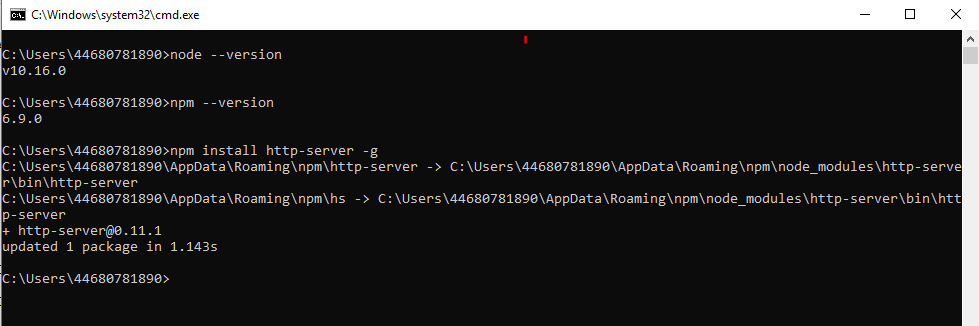 C:\Windows\system32\cmd.exe
C:\Users\44680781890>node --version
v10.16.0
C:\Users\44680781890>npm --version
6.9.0
C:\Users\44680781890>npm install http-server -g
C:\Users\44680781890\AppData\Roaming\npm\http-server -> C:\Users\44680781890\AppData\Roaming\npm\node_modules\http-serve
r\bin\http-server
C:\Users\44680781890\AppData\Roaming\npm\hs -> C:\Users\44680781890\AppData\Roaming\npm\node_modules\http-server\bin\htt
p-server
+ http-server@0.11.1
updated 1 package in 1.143s
C:\Users\44680781890>